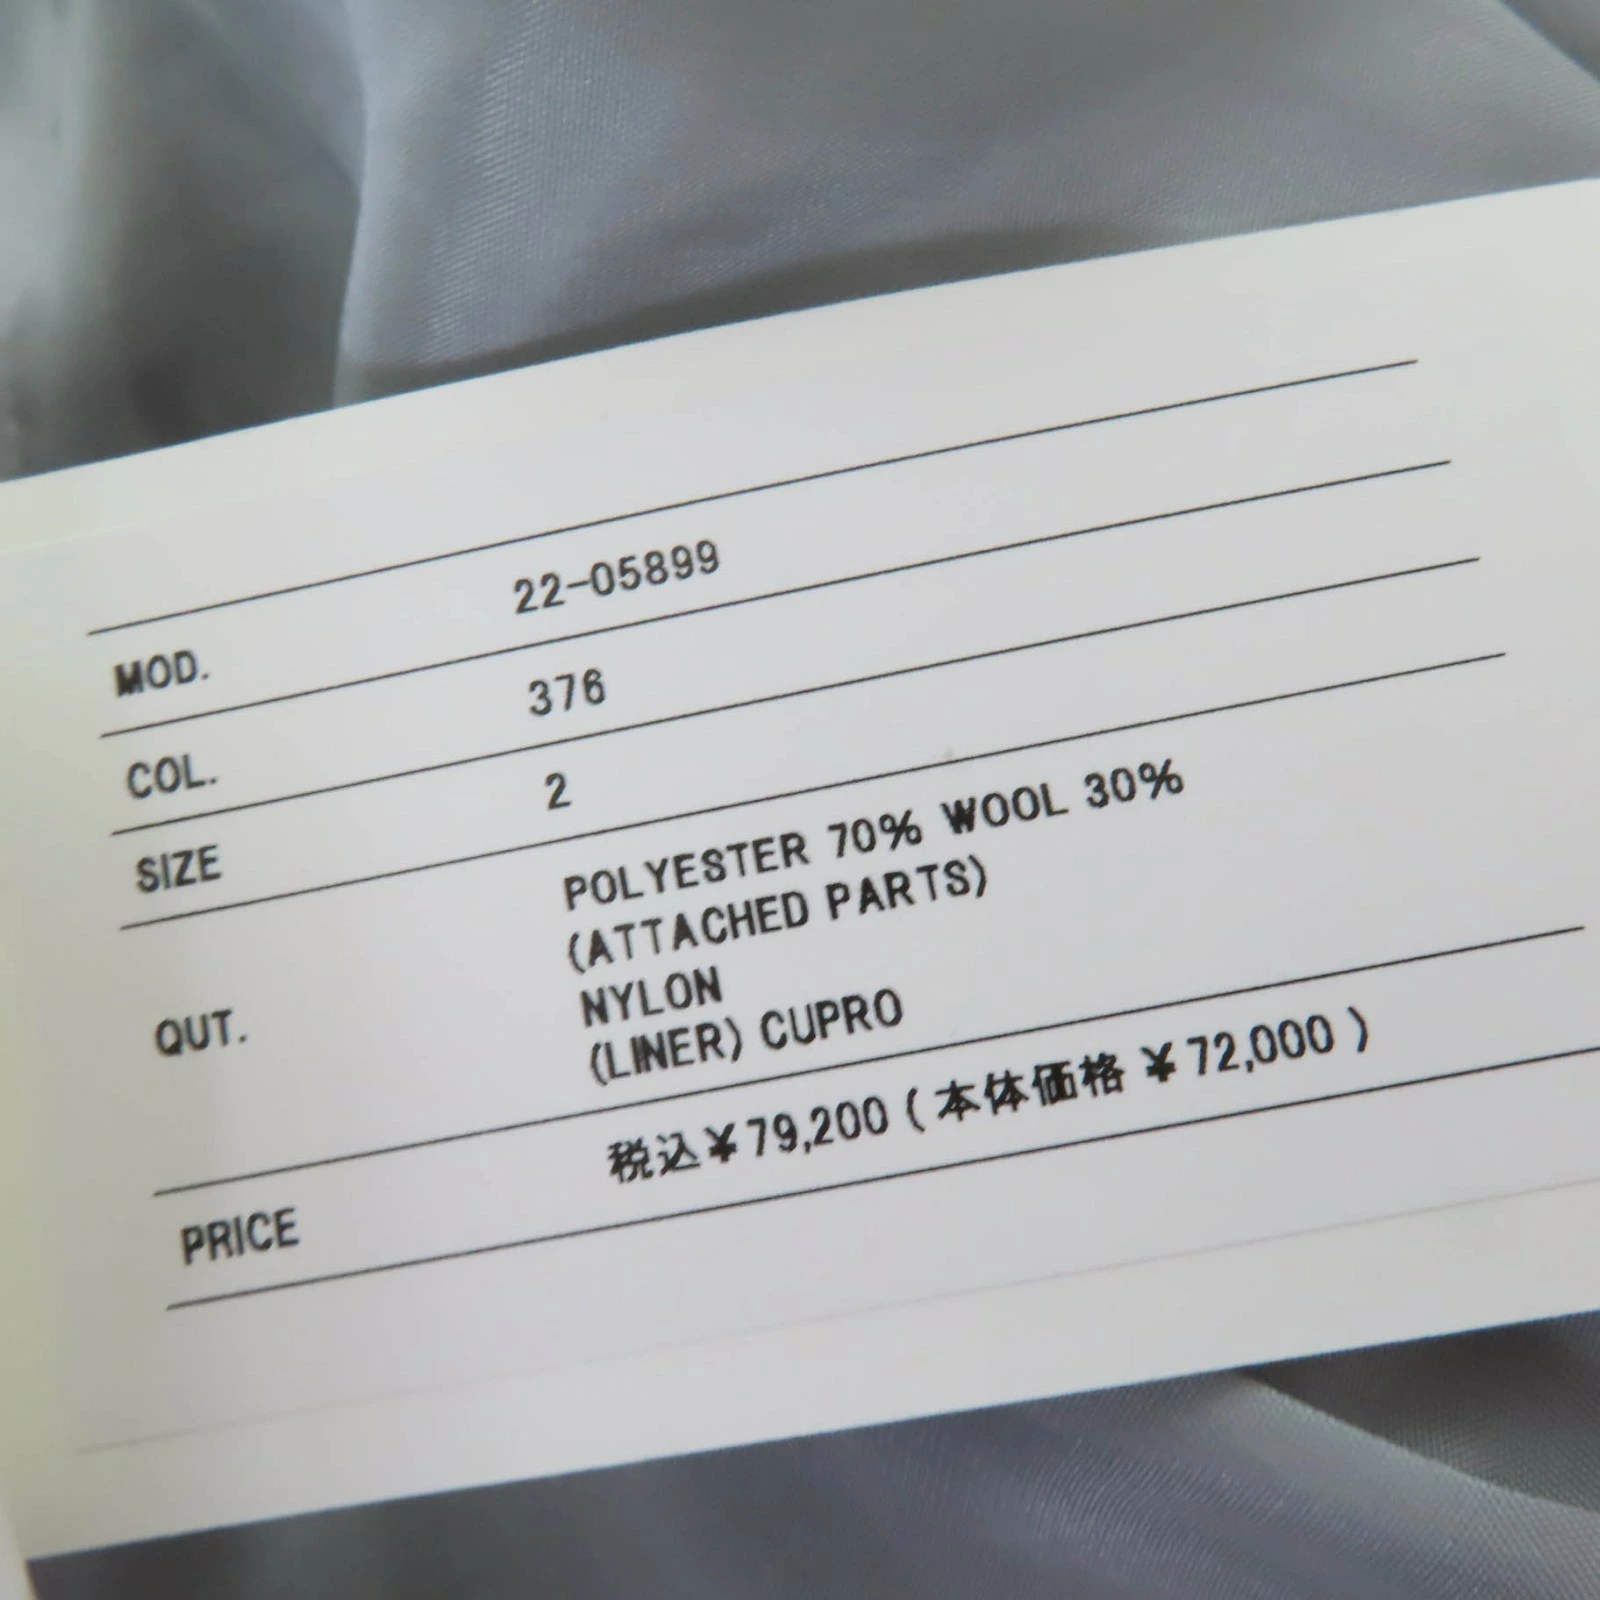 MOD. 22-05899
COL. 376
SIZE 2
QUT. POLYESTER 70% WOOL 30%
(ATTACHED PARTS)
NYLON
(LINER) CUPRO
PRICE 税込¥79,200(本体価格¥72,000)